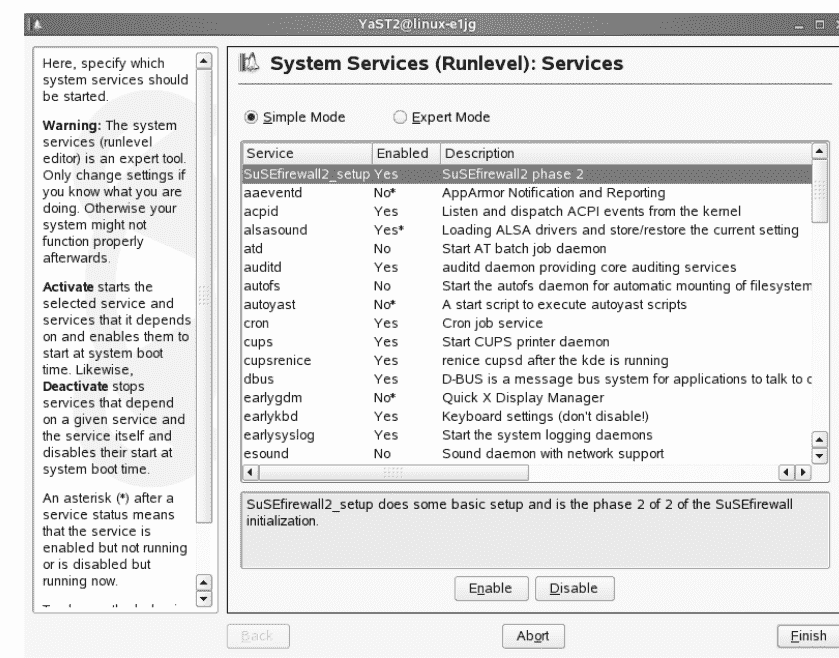 YaST2@linux-e1jg
Here, specify which
system services should
be started.
Warning: The system
services (runlevel
editor) is an expert tool.
Only change settings if
you know what you are
doing. Otherwise your
system might not
function properly
afterwards.
Activate starts the
selected service and
services that it depends
on and enables them to
start at system boot
time. Likewise,
Deactivate stops
services that depend
on a given service and
the service itself and
disables their start at
system boot time.
An asterisk (*) after a
service status means
that the service is
enabled but not running
or is disabled but
running now.
System Services (Runlevel): Services
Simple Mode Expert Mode
Service Enabled Description
SuSEfirewall2_setup Yes SuSEfirewall2 phase 2
aaeventd No* AppArmor Notification and Reporting
acpid Yes Listen and dispatch ACPI events from the kernel
alsasound Yes* Loading ALSA drivers and store/restore the current setting
atd No Start AT batch job daemon
auditd Yes auditd daemon providing core auditing services
autofs No Start the autofs daemon for automatic mounting of filesystem
autoyast No* A start script to execute autoyast scripts
cron Yes Cron job service
cups Yes Start CUPS printer daemon
cupsrenice Yes renice cupsd after the kde is running
dbus Yes D-BUS is a message bus system for applications to talk to
earlygdm No* Quick X Display Manager
earlykbd Yes Keyboard settings (don't disable!)
earlysyslog Yes Start the system logging daemons
esound No Sound daemon with network support
SuSEfirewall2_setup does some basic setup and is the phase 2 of 2 of the SuSEfirewall
initialization.
Enable Disable
Back Abort Finish